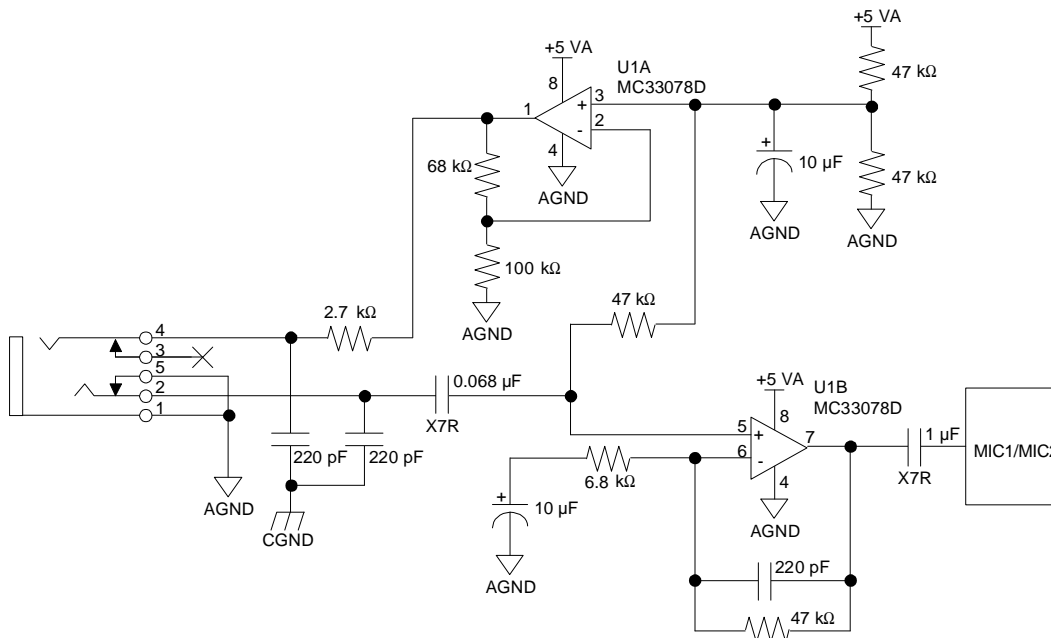 +5 VA
47 kΩ
+5 VA
U1A
MC33078D
8
3
+
1
2
-
4
AGND
10 µF
+
47 kΩ
AGND
AGND
68 kΩ
100 kΩ
AGND
47 kΩ
2.7 kΩ
4
3
5
2
1
0.068 µF
X7R
+5 VA
U1B
MC33078D
8
5
+
7
6
-
4
AGND
1 µF
X7R
MIC1/MIC2
220 pF
220 pF
6.8 kΩ
+
10 µF
AGND
AGND
CGND
220 pF
47 kΩ